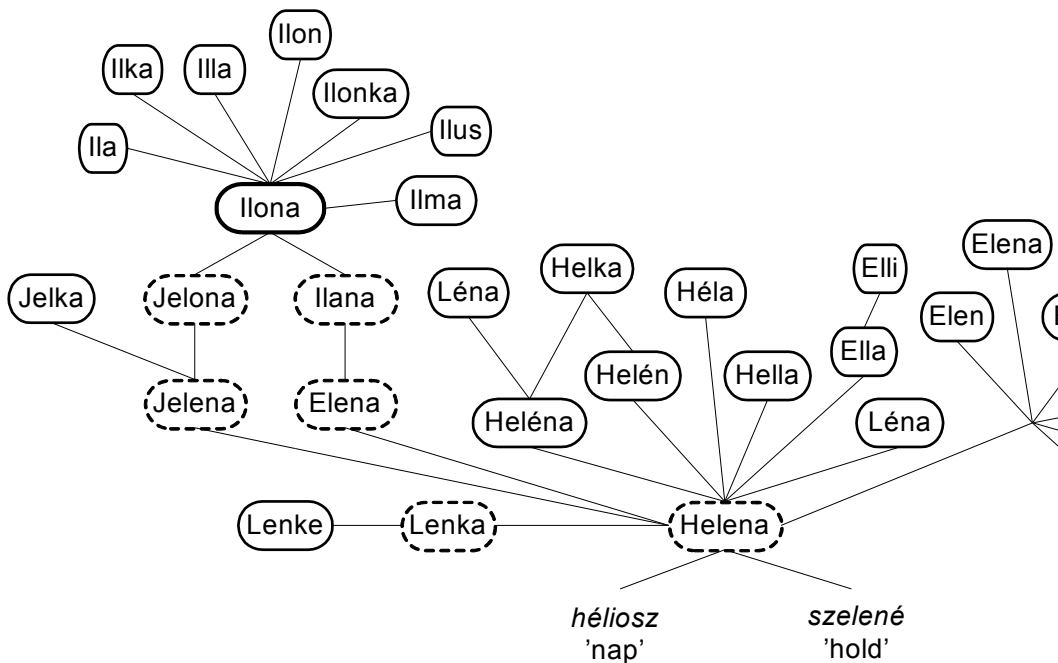 Ilon
Ilka
Illa
Ilonka
Ila
Ilus
Ilona
Ilma
Jelka
Jelona
Ilana
Léna
Helka
Héla
Elli
Elena
Elen
Ella
Jelena
Elena
Heléna
Helén
Hella
Léna
Lenke
Lenka
Helena
héliosz
'nap'
szelené
'hold'